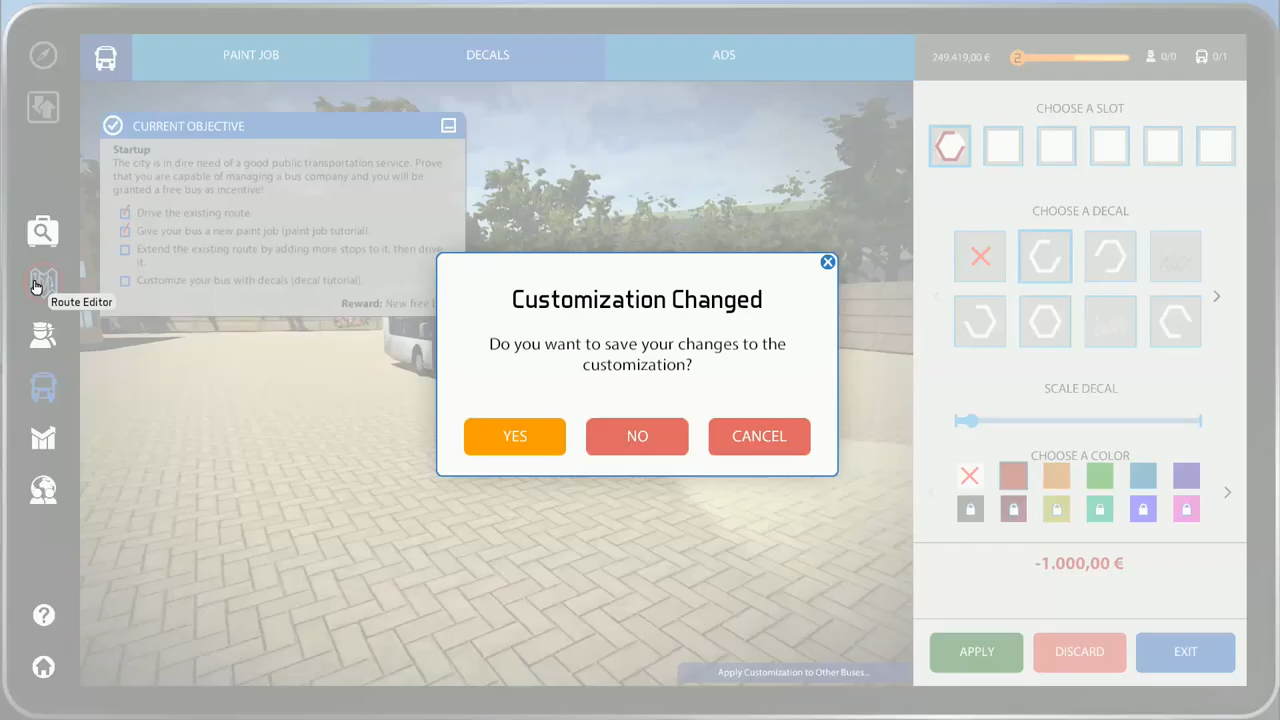 PAINT JOB
DECALS
ADS
249.419,00 €
2
0/0
0/1
CURRENT OBJECTIVE
Startup
The city is in dire need of a good public transportation service. Prove
that you are capable of managing a bus company and you will be
granted a free bus as incentive!
Drive the existing route.
Give your bus a new paint job (paint job tutorial).
Extend the existing route by adding more stops to it, then drive
it.
Customize your bus with decals (decal tutorial).
Reward: New free
Route Editor
Customization Changed
Do you want to save your changes to the
customization?
YES
NO
CANCEL
CHOOSE A SLOT
CHOOSE A DECAL
SCALE DECAL
CHOOSE A COLOR
-1.000,00 €
APPLY
DISCARD
EXIT
Apply Customization to Other Buses...